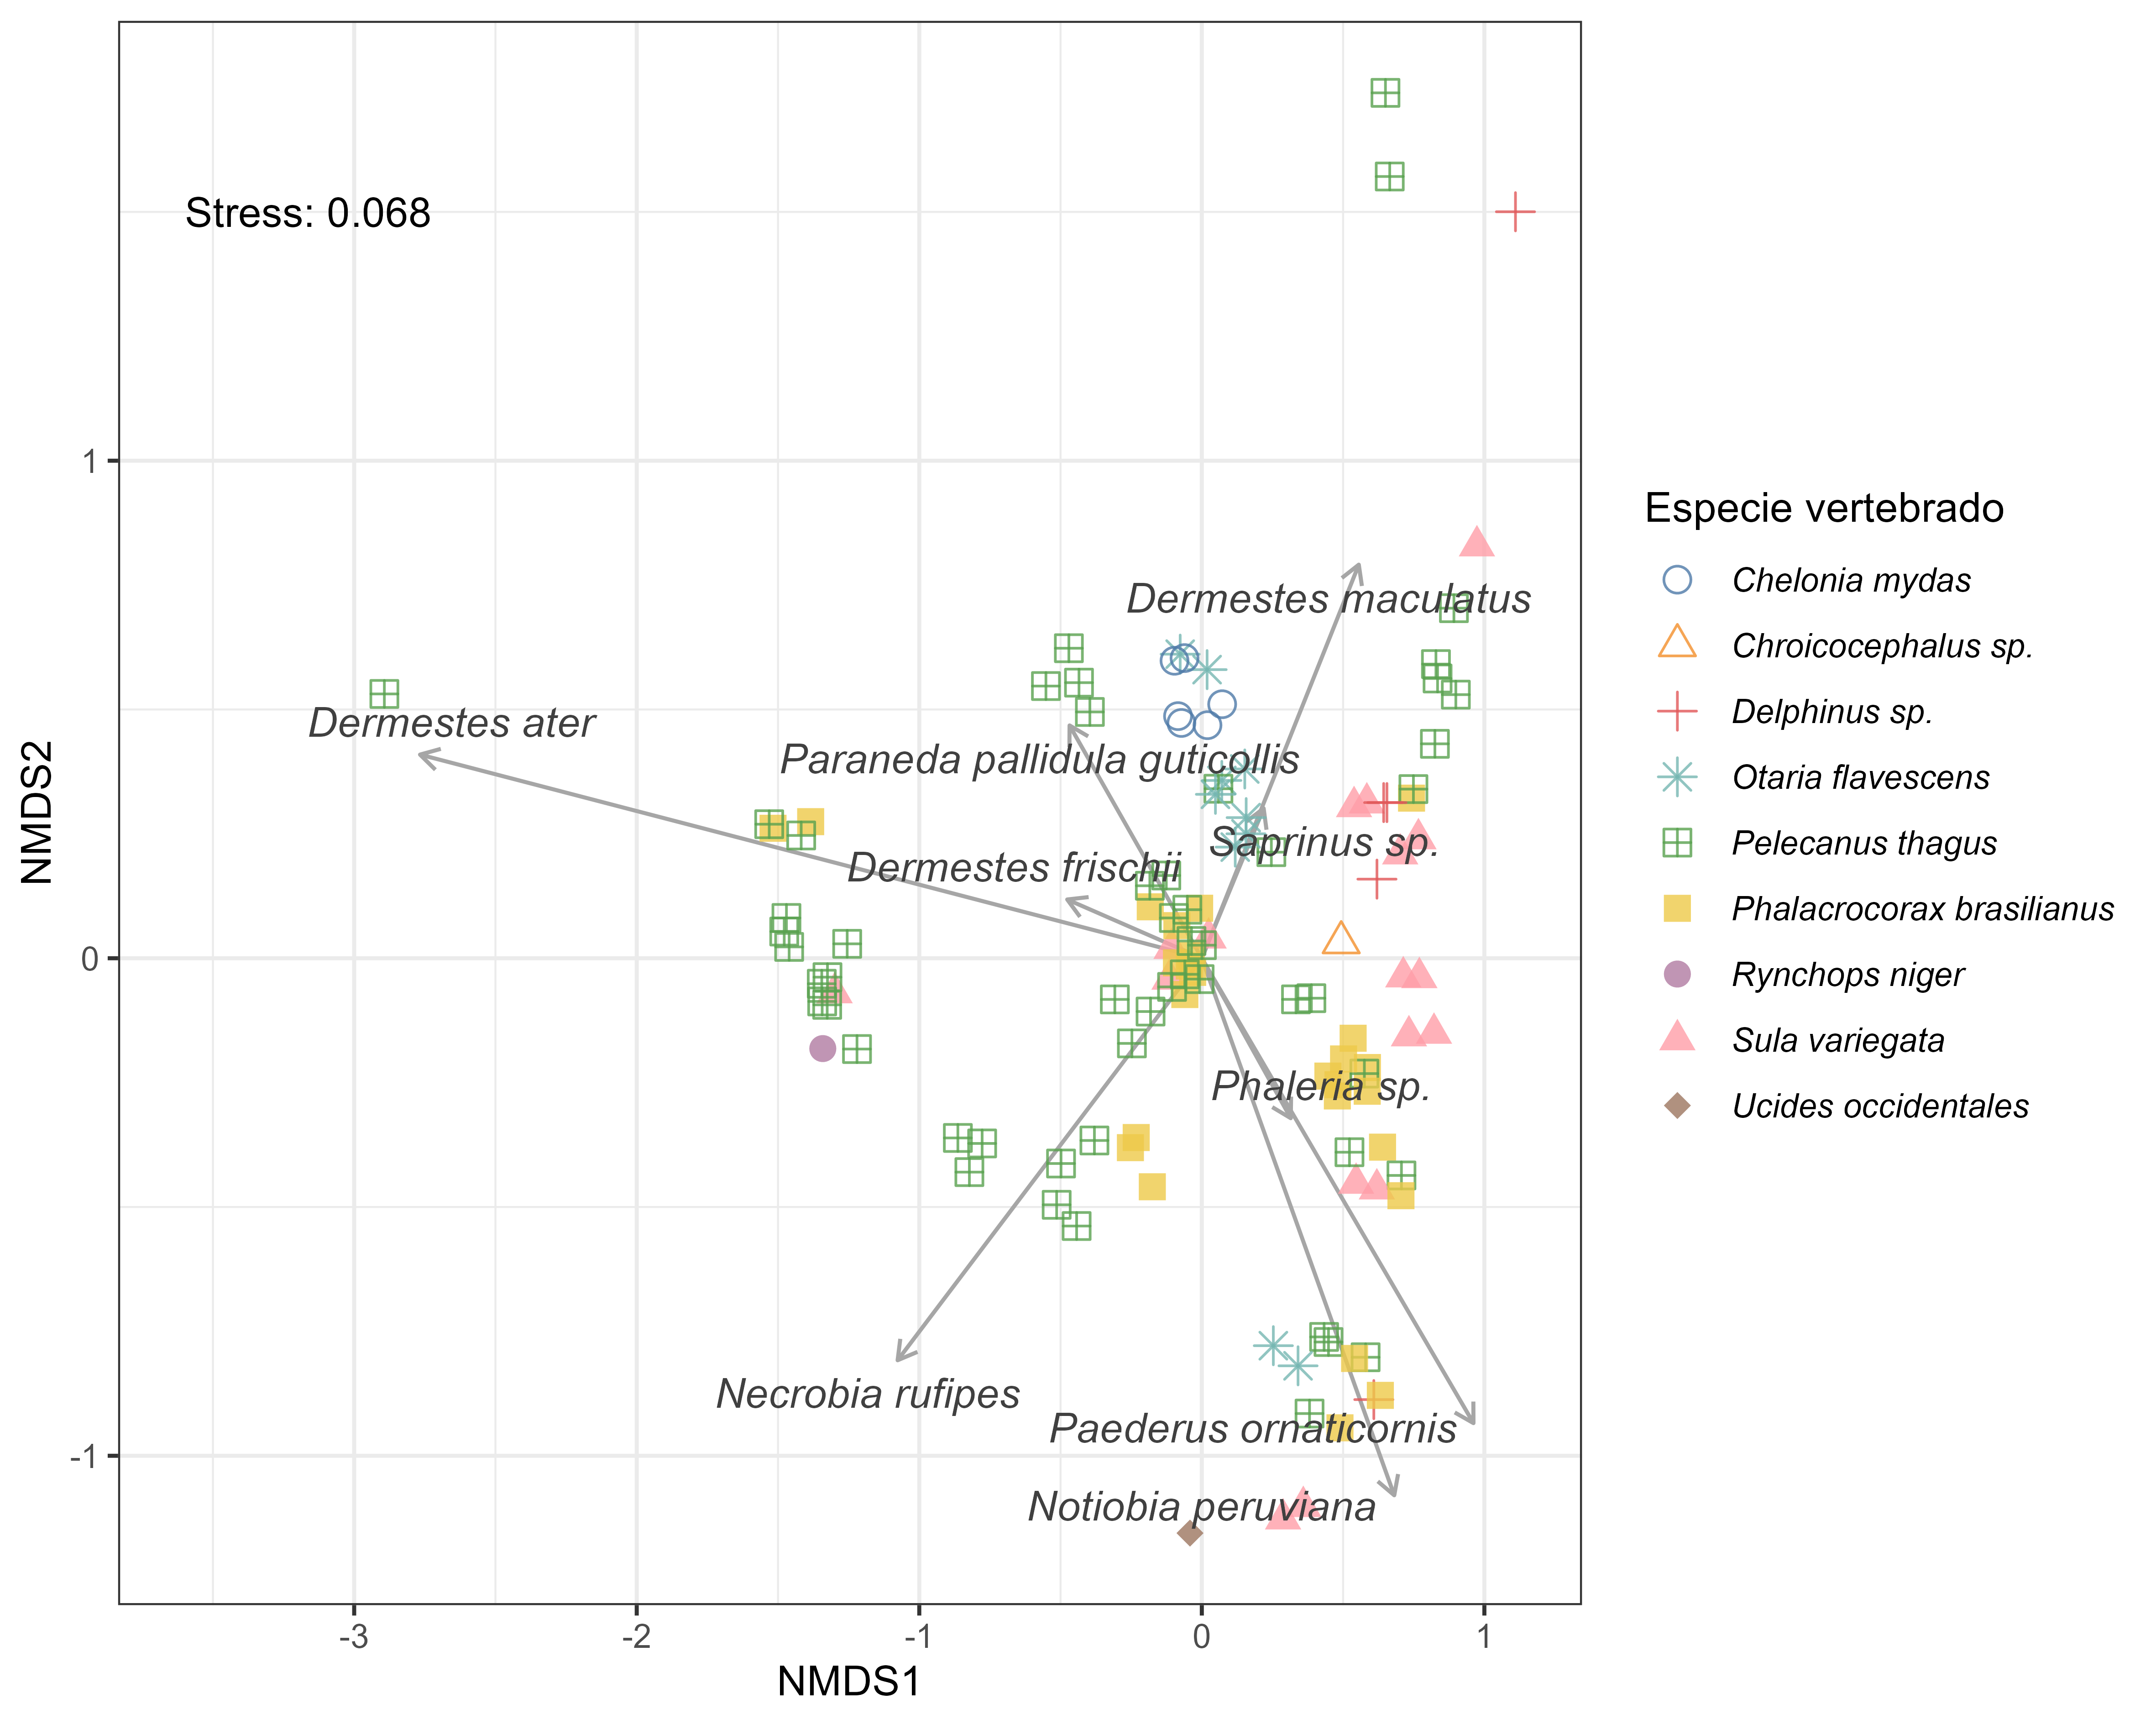 Stress: 0.068
Dermestes maculatus
Dermestes ater
Paraneda pallidula guticollis
Saprinus sp.
Dermestes frischii
Phaleria sp.
Necrobia rufipes
Paederus ornaticornis
Notiobia peruviana
1
0
-1
NMDS2
-3
-2
-1
0
1
NMDS1
Especie vertebrado
Chelonia mydas
Chroicocephalus sp.
Delphinus sp.
Otaria flavescens
Pelecanus thagus
Phalacrocorax brasilianus
Rynchops niger
Sula variegata
Ucides occidentales